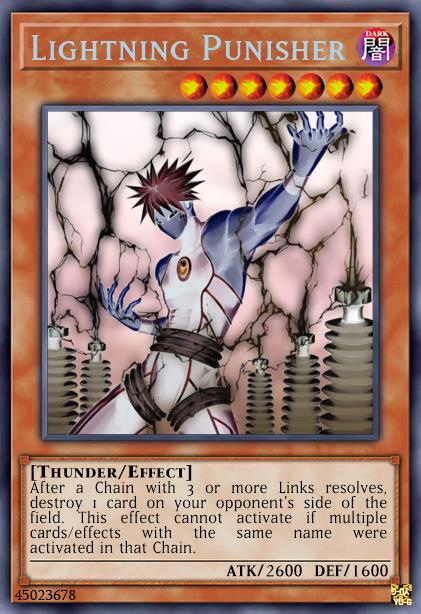 LIGHTNING PUNISHER
DARK
闇
[THUNDER/EFFECT]
After a Chain with 3 or more Links resolves,
destroy 1 card on your opponent's side of the
field. This effect cannot activate if multiple
cards/effects with the same name were
activated in that Chain.
ATK/2600 DEF/1600
45023678